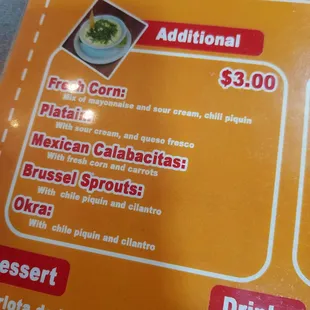 Additional
$3.00
Fresh Corn:
Mix of mayonnaise and sour cream, chili piquin
Platain:
With sour cream, and queso fresco
Mexican Calabacitas:
With fresh corn and carrots
Brussel Sprouts:
With chile piquin and cilantro
Okra:
With chile piquin and cilantro
essert